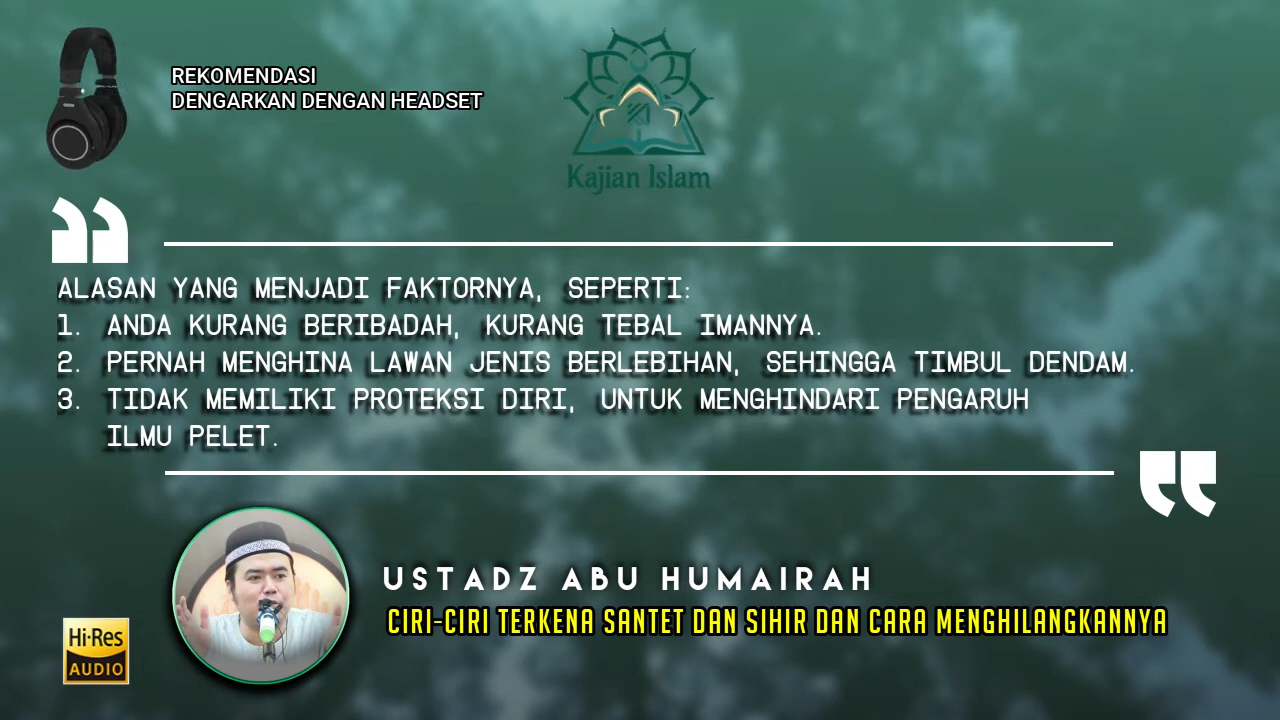 REKOMENDASI
DENGARKAN DENGAN HEADSET
Kajian Islam
ALASAN YANG MENJADI FAKTORNYA, SEPERTI:
1. ANDA KURANG BERIBADAH, KURANG TEBAL IMANNYA.
2. PERNAH MENGHINA LAWAN JENIS BERLEBIHAN, SEHINGGA TIMBUL DENDAM.
3. TIDAK MEMILIKI PROTEKSI DIRI, UNTUK MENGHINDARI PENGARUH
ILMU PELET.
USTADZ ABU HUMAIRAH
CIRI-CIRI TERKENA SANTET DAN SIHIR DAN CARA MENGHILANGKANNYA
Hi-Res
AUDIO